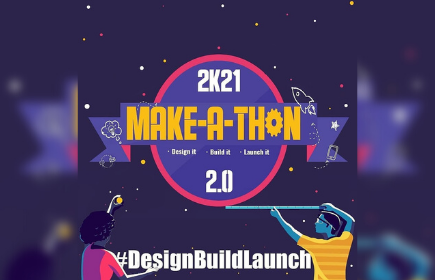 2K21
MAKE-A-THON
· Design it · Build it · Launch it
2.0
#DesignBuildLaunch